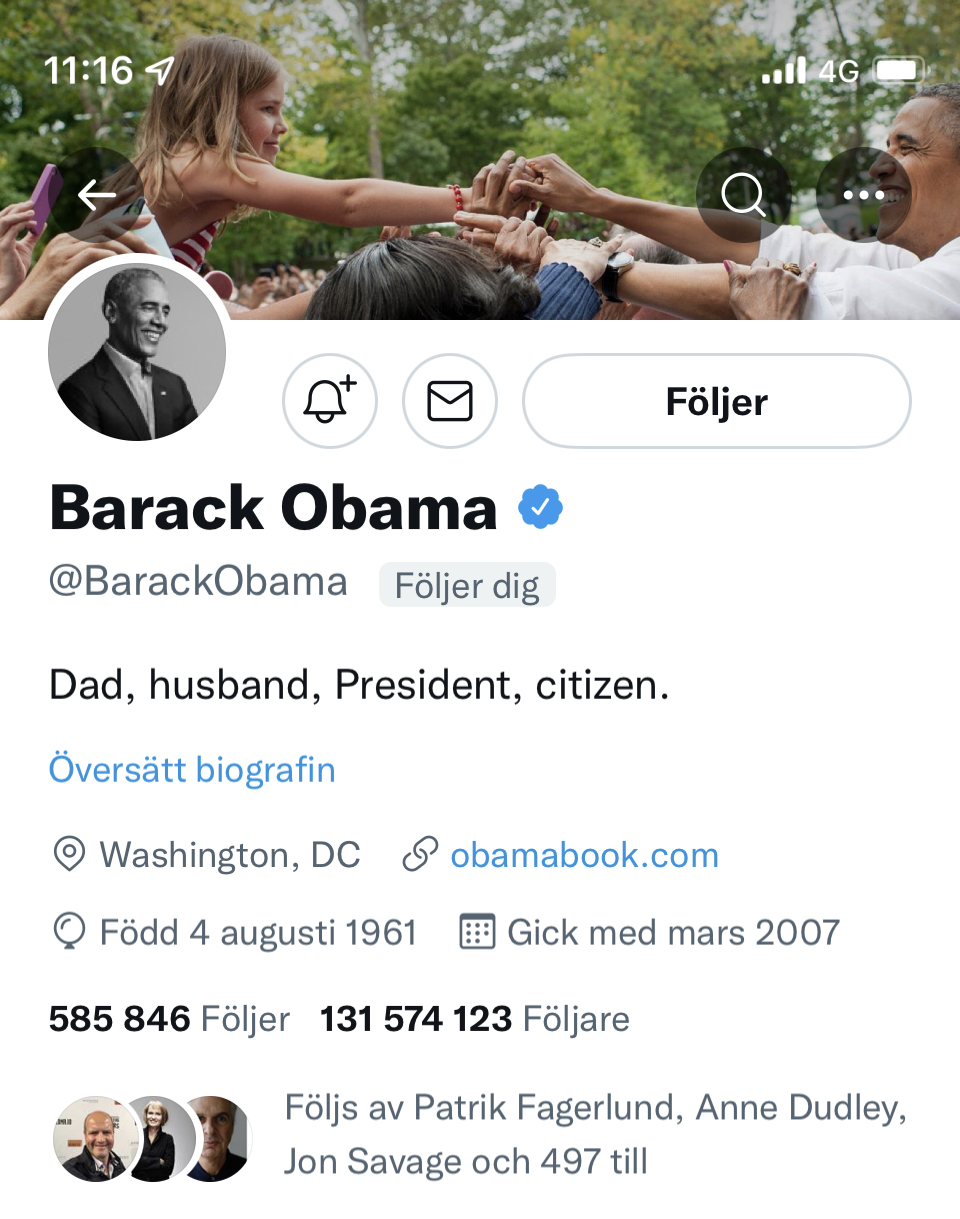 11:16 4G
Följer
Barack Obama
@BarackObama Följer dig
Dad, husband, President, citizen.
Översätt biografin
Washington, DC obamabook.com
Född 4 augusti 1961 Gick med mars 2007
585 846 Följer 131 574 123 Följare
Följs av Patrik Fagerlund, Anne Dudley,
Jon Savage och 497 till